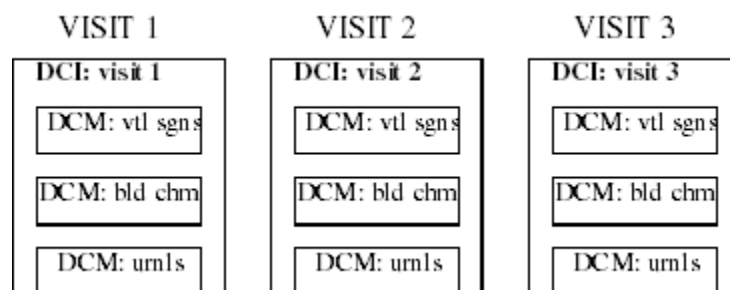 VISIT 1
DCI: visit 1
DCM: vtl sgns
DCM: bld chm
DCM: urnls
VISIT 2
DCI: visit 2
DCM: vtl sgns
DCM: bld chm
DCM: urnls
VISIT 3
DCI: visit 3
DCM: vtl sgns
DCM: bld chm
DCM: urnls